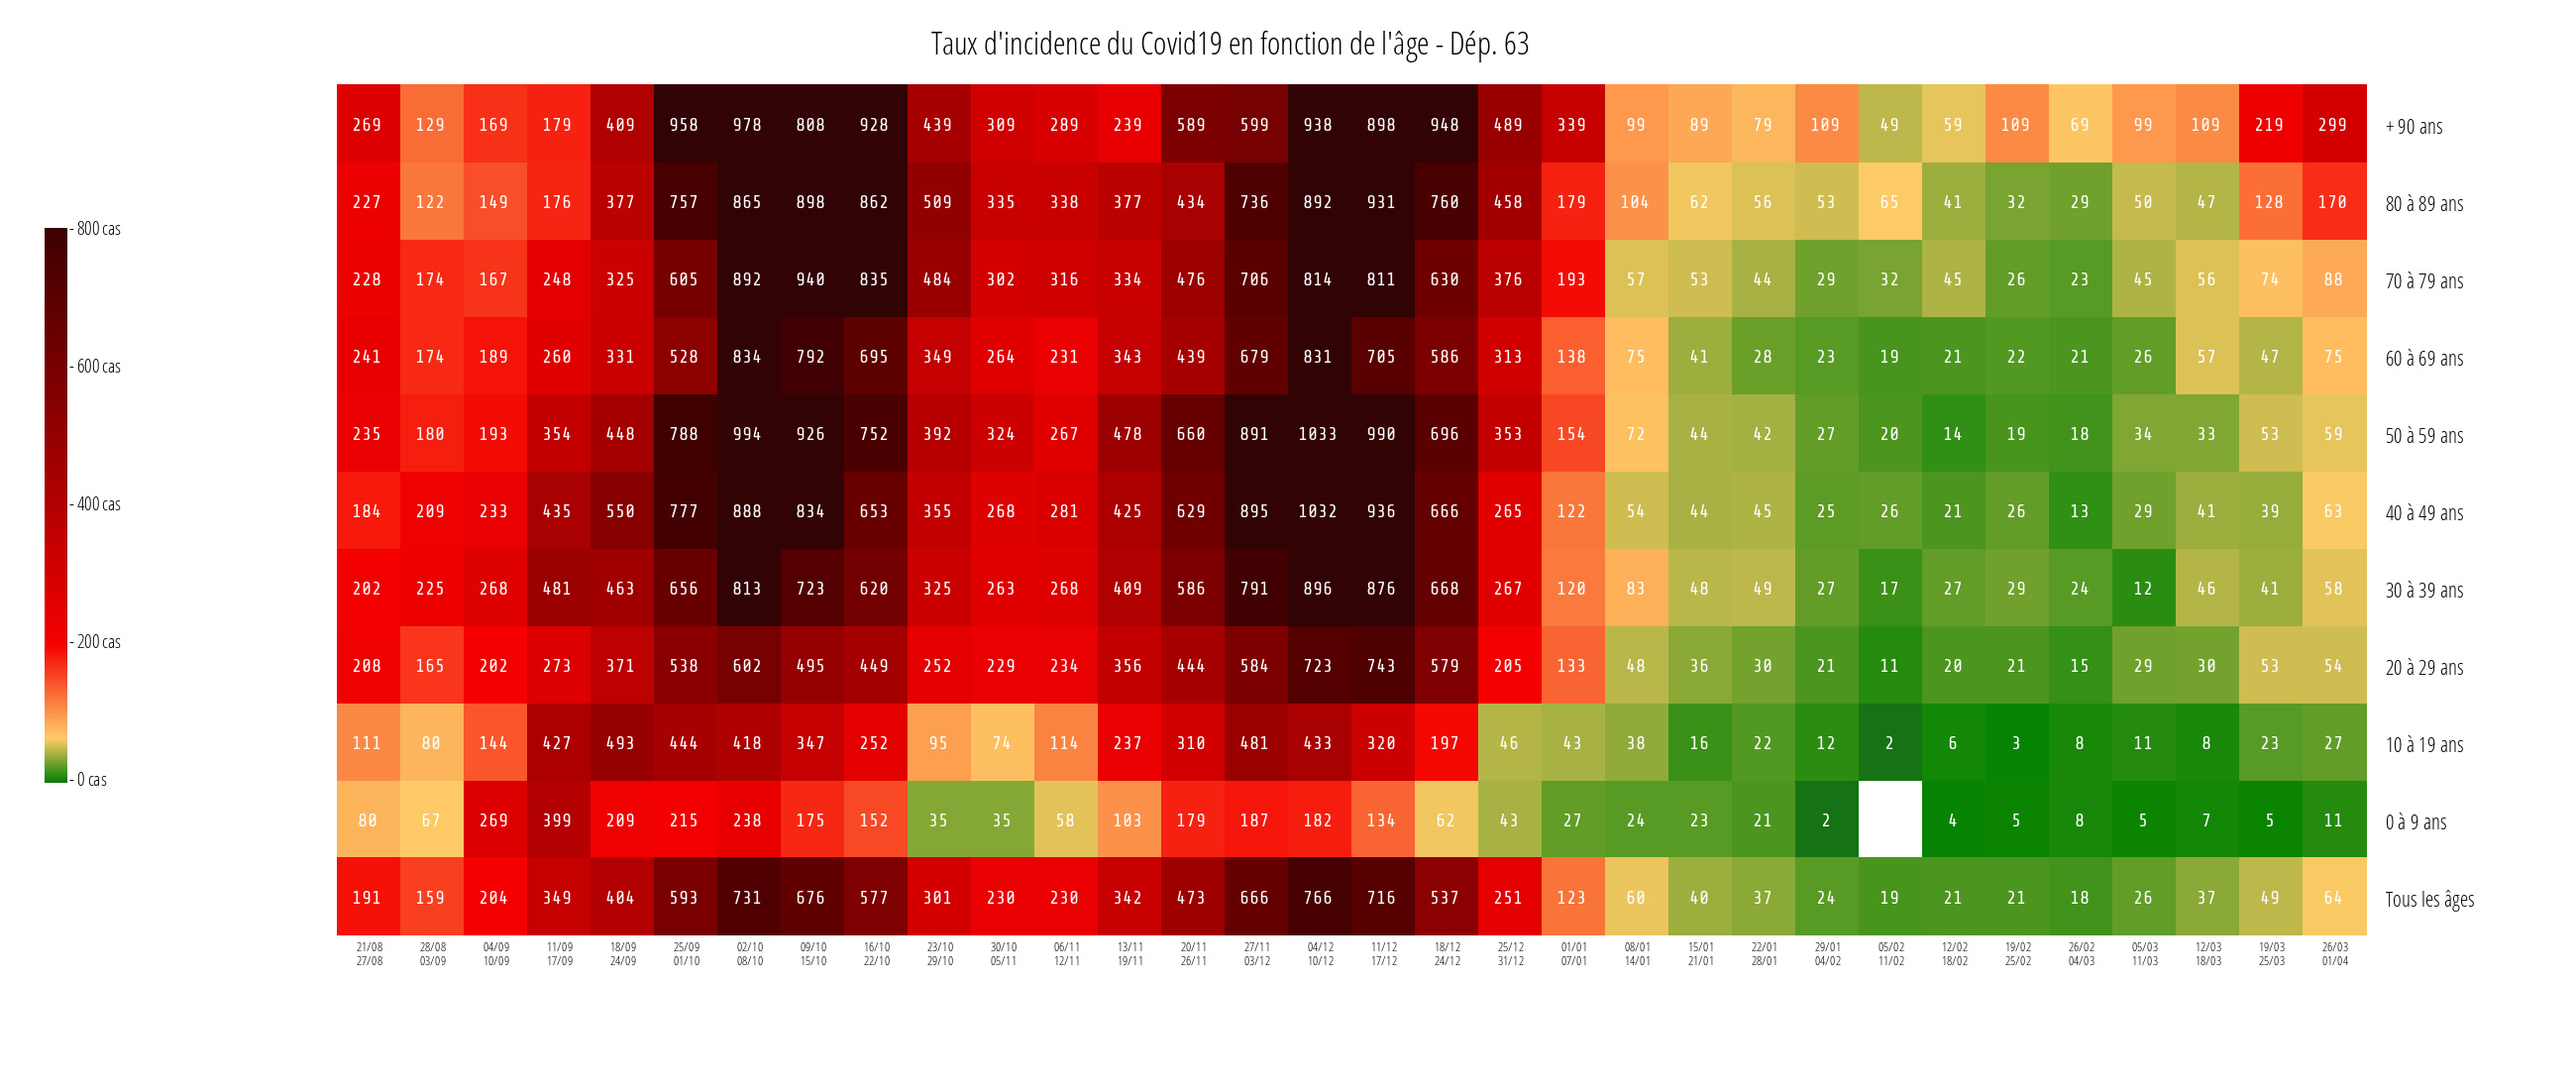 Taux d'incidence du Covid19 en fonction de l'âge - Dép. 63
- 800 cas
- 600 cas
- 400 cas
- 200 cas
- 0 cas
269 129 169 179 409 958 978 808 928 439 309 289 239 589 599 938 898 948 489 339 99 89 79 109 49 59 109 69 99 109 219 299 + 90 ans
227 122 149 176 377 757 865 898 862 509 335 338 377 434 736 892 931 760 458 179 104 62 56 53 65 41 32 29 50 47 128 170 80 à 89 ans
228 174 167 248 325 605 892 940 835 484 302 316 334 476 706 814 811 630 376 193 57 53 44 29 32 45 26 23 45 56 74 88 70 à 79 ans
241 174 189 260 331 528 834 792 695 349 264 231 343 439 679 831 705 586 313 138 75 41 28 23 19 21 22 21 26 57 47 75 60 à 69 ans
235 180 193 354 448 788 994 926 752 392 324 267 478 660 891 1033 990 696 353 154 72 44 42 27 20 14 19 18 34 33 53 59 50 à 59 ans
184 209 233 435 550 777 888 834 653 355 268 281 425 629 895 1032 936 666 265 122 54 44 45 25 26 21 26 13 29 41 39 63 40 à 49 ans
202 225 268 481 463 656 813 723 620 325 263 268 409 586 791 896 876 668 267 120 83 48 49 27 17 27 29 24 12 46 41 58 30 à 39 ans
208 165 202 273 371 538 602 495 449 252 229 234 356 444 584 723 743 579 205 133 48 36 30 21 11 20 21 15 29 30 53 54 20 à 29 ans
111 80 144 427 493 444 418 347 252 95 74 114 237 310 481 433 320 197 46 43 38 16 22 12 2 6 3 8 11 8 23 27 10 à 19 ans
80 67 269 399 209 215 238 175 152 35 35 58 103 179 187 182 134 62 43 27 24 23 21 2 4 5 8 5 7 5 11 0 à 9 ans
191 159 204 349 404 593 731 676 577 301 230 230 342 473 666 766 716 537 251 123 60 40 37 24 19 21 21 18 26 37 49 64 Tous les âges
21/08 28/08 04/09 11/09 18/09 25/09 02/10 09/10 16/10 23/10 30/10 06/11 13/11 20/11 27/11 04/12 11/12 18/12 25/12 01/01 08/01 15/01 22/01 29/01 05/02 12/02 19/02 26/02 05/03 12/03 19/03 26/03
27/08 03/09 10/09 17/09 24/09 01/10 08/10 15/10 22/10 29/10 05/11 12/11 19/11 26/11 03/12 10/12 17/12 24/12 31/12 07/01 14/01 21/01 28/01 04/02 11/02 18/02 25/02 04/03 11/03 18/03 25/03 01/04